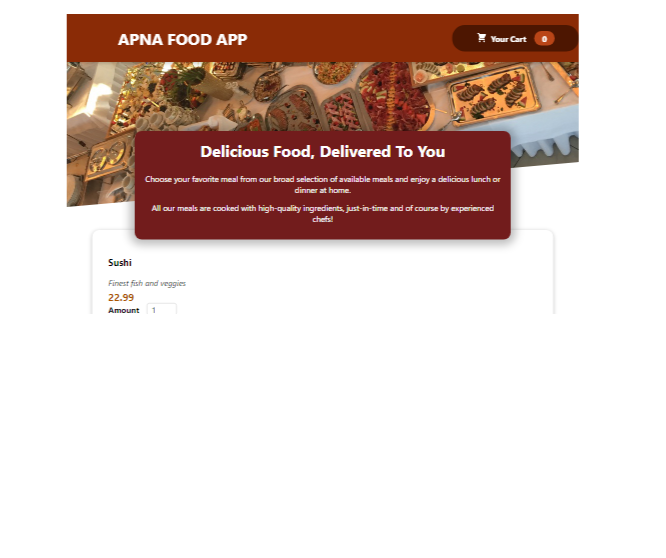 APNA FOOD APP
Your Cart 0
Delicious Food, Delivered To You
Choose your favorite meal from our broad selection of available meals and enjoy a delicious lunch or
dinner at home.
All our meals are cooked with high-quality ingredients, just-in-time and of course by experienced
chefs!
Sushi
Finest fish and veggies
22.99
Amount 1